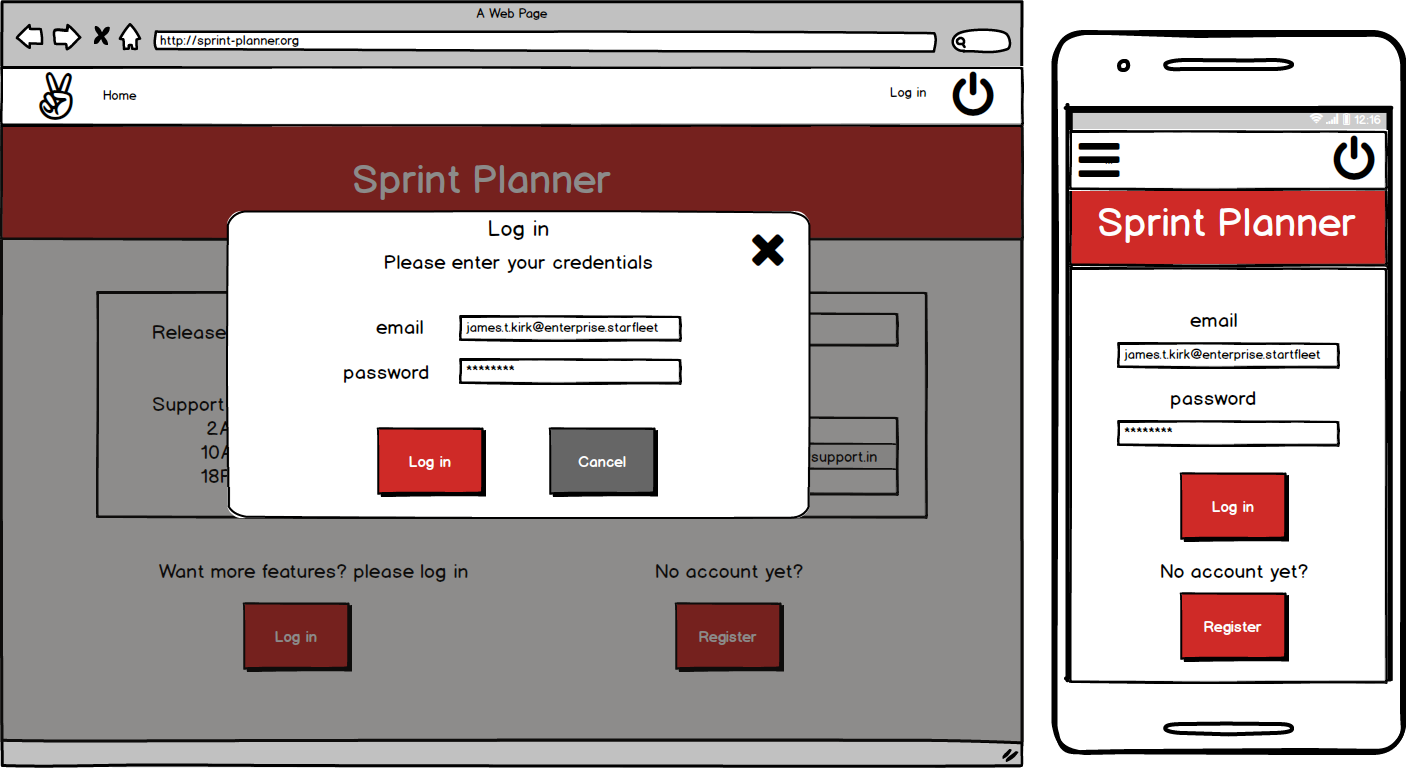 A Web Page
http://sprint-planner.org
Home
Log in
Sprint Planner
Log in
Please enter your credentials
email
james.t.kirk@enterprise.starfleet
password
********
Log in
Cancel
Release
Support
2A
10A
support.in
Want more features? please log in
No account yet?
Log in
Register
12:16
Sprint Planner
email
james.t.kirk@enterprise.startfleet
password
********
Log in
No account yet?
Register